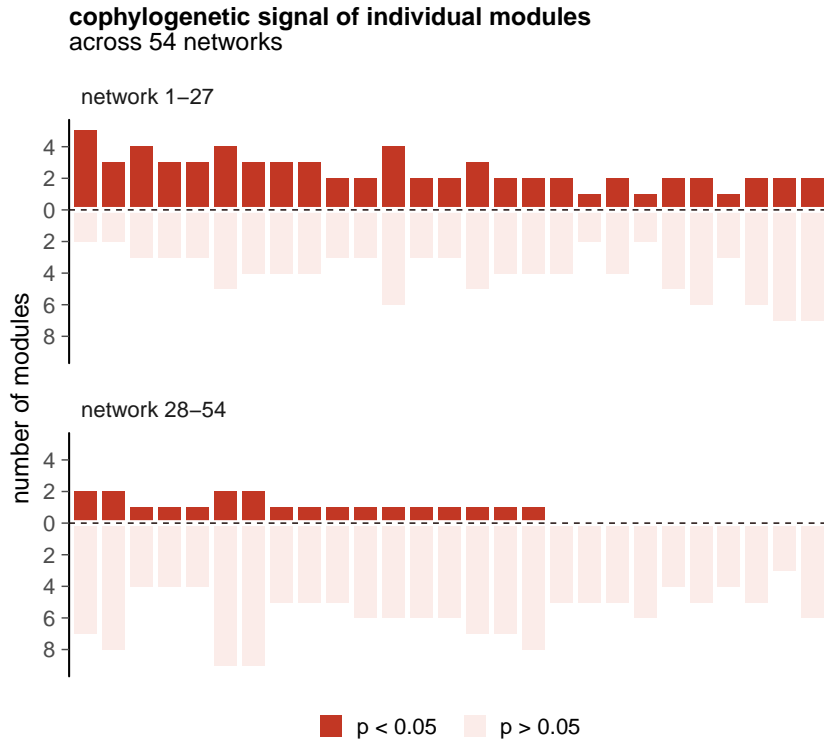 cophylogenetic signal of individual modules
across 54 networks
network 1–27
4
2
0
2
4
6
8
number of modules
network 28–54
4
2
0
2
4
6
8
p < 0.05
p > 0.05